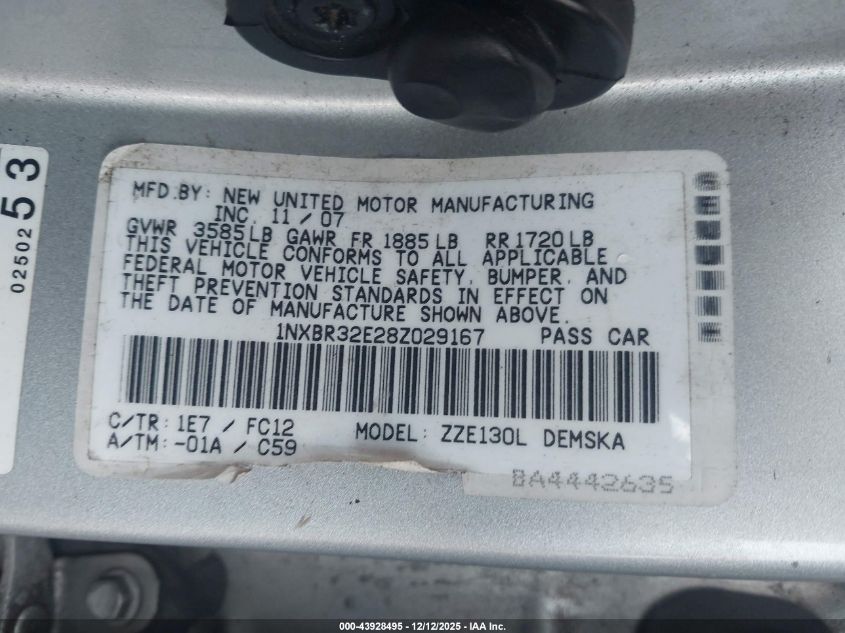 MFD.BY: NEW UNITED MOTOR MANUFACTURING
INC. 11 / 07
GVWR 3585LB GAWR FR 1885LB RR1720LB
THIS VEHICLE CONFORMS TO ALL APPLICABLE
FEDERAL MOTOR VEHICLE SAFETY, BUMPER, AND
THEFT PREVENTION STANDARDS IN EFFECT ON
THE DATE OF MANUFACTURE SHOWN ABOVE.
1NXBR32E28Z029167 PASS CAR
C/TR: 1E7 / FC12
A/TM:-01A / C59
MODEL: ZZE130L DEMSKA
BA4442635
02502 53
000-43928495 - 12/12/2025 - IAA Inc.